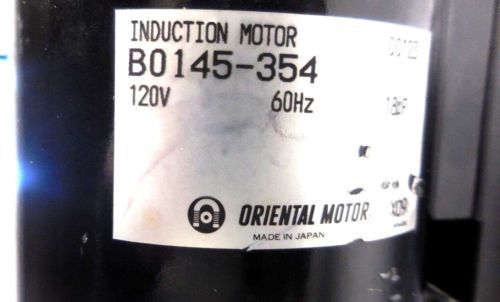 INDUCTION MOTOR
B0145-354
120V 60Hz
ORIENTAL MOTOR
MADE IN JAPAN